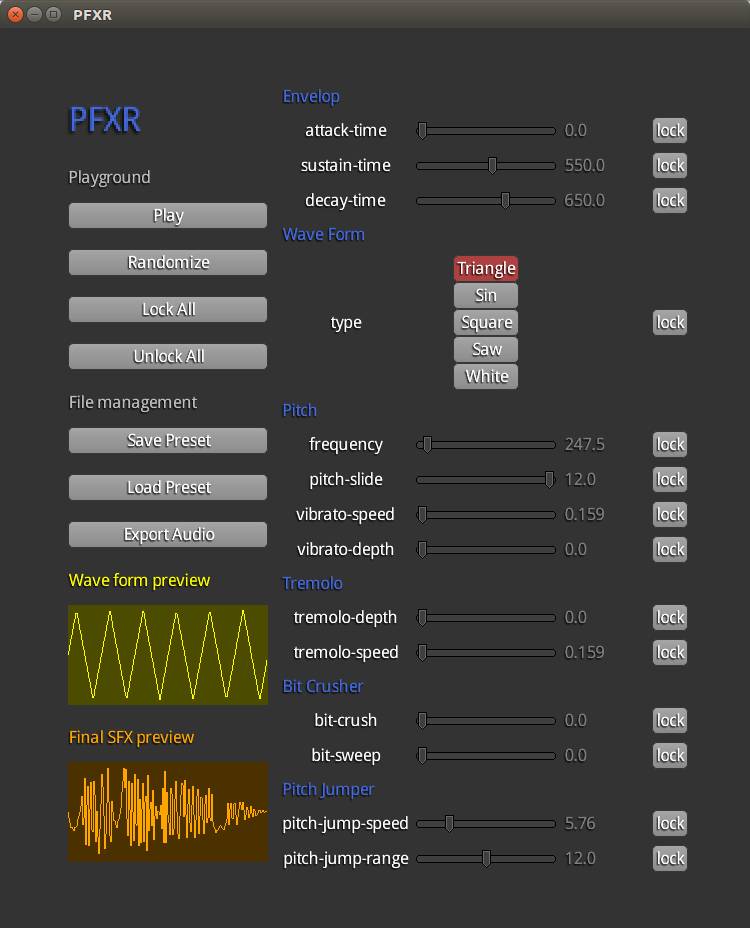 PFXR
PFXR
Playground
Play
Randomize
Lock All
Unlock All
File management
Save Preset
Load Preset
Export Audio
Wave form preview
Final SFX preview
Envelop
attack-time 0.0 lock
sustain-time 550.0 lock
decay-time 650.0 lock
Wave Form
Triangle
Sin
type Square lock
Saw
White
Pitch
frequency 247.5 lock
pitch-slide 12.0 lock
vibrato-speed 0.159 lock
vibrato-depth 0.0 lock
Tremolo
tremolo-depth 0.0 lock
tremolo-speed 0.159 lock
Bit Crusher
bit-crush 0.0 lock
bit-sweep 0.0 lock
Pitch Jumper
pitch-jump-speed 5.76 lock
pitch-jump-range 12.0 lock